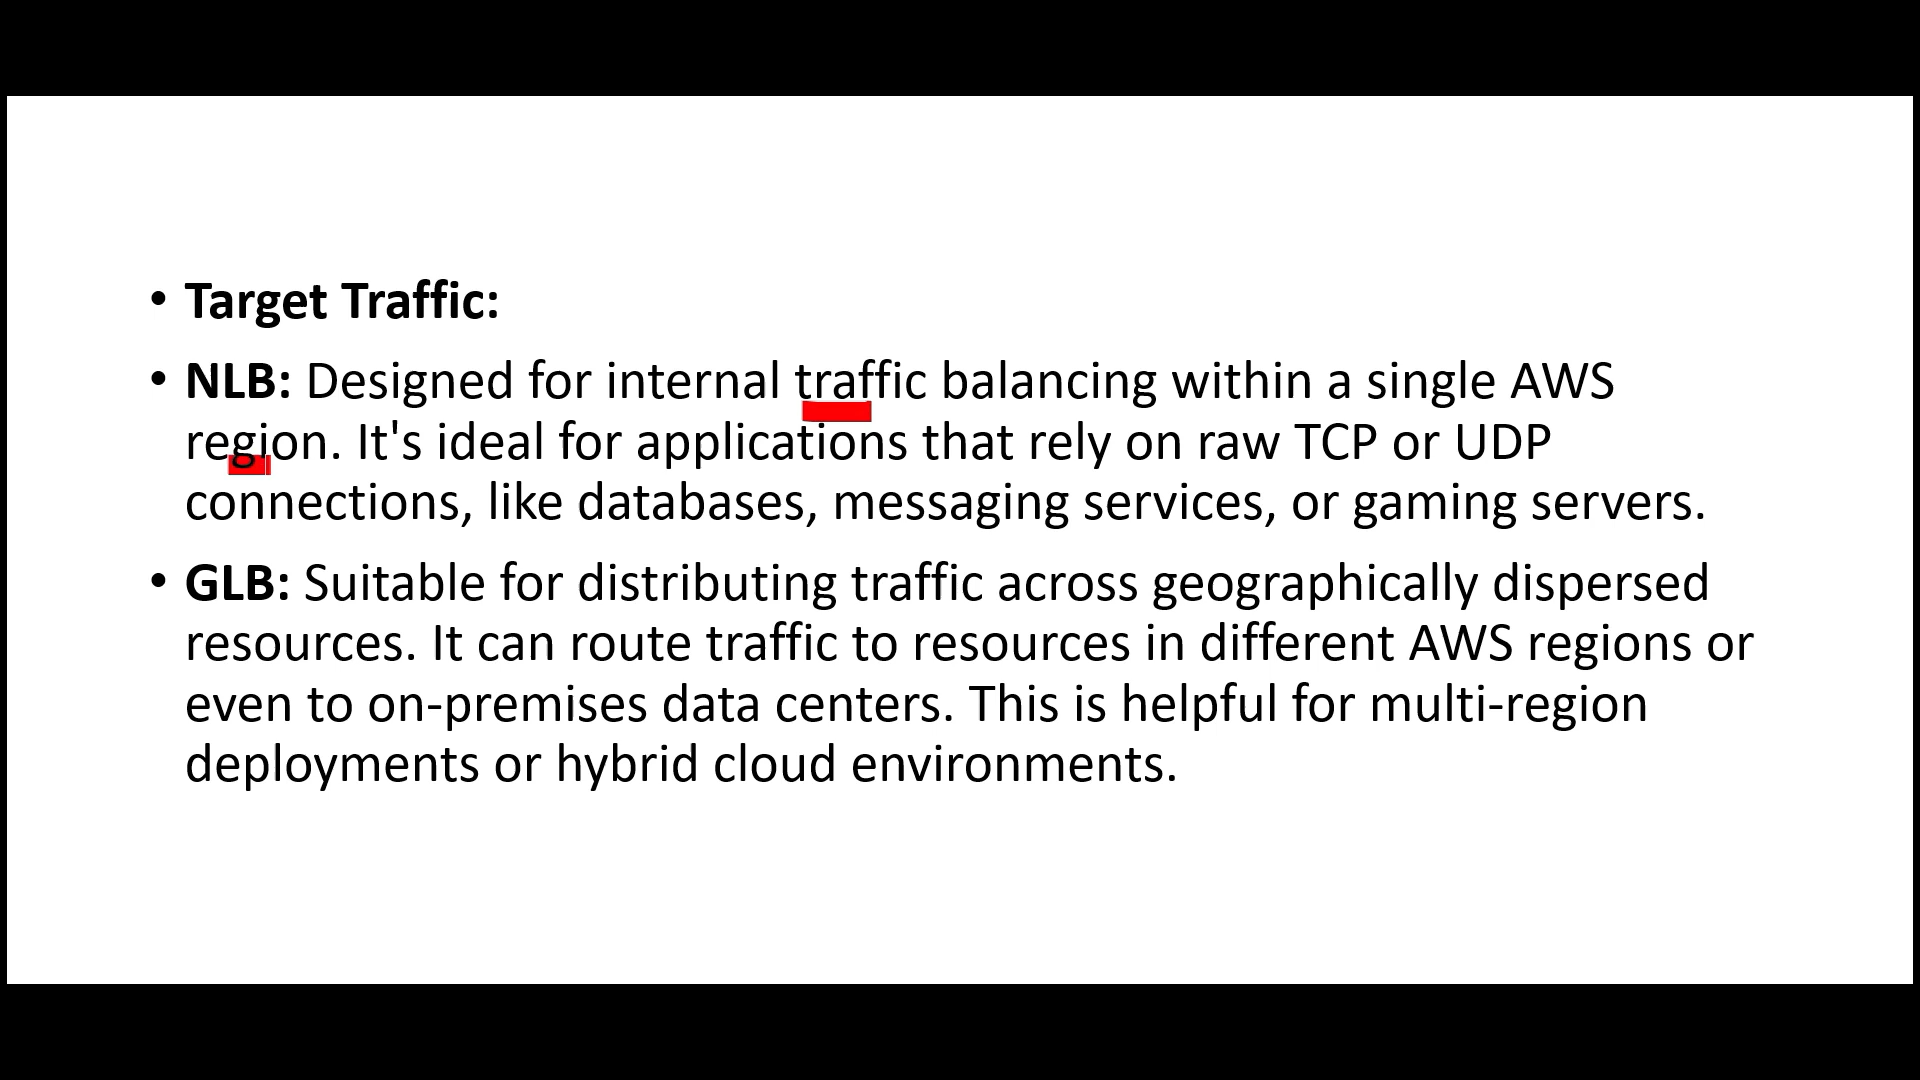 • Target Traffic:
• NLB: Designed for internal traffic balancing within a single AWS
region. It's ideal for applications that rely on raw TCP or UDP
connections, like databases, messaging services, or gaming servers.
• GLB: Suitable for distributing traffic across geographically dispersed
resources. It can route traffic to resources in different AWS regions or
even to on-premises data centers. This is helpful for multi-region
deployments or hybrid cloud environments.